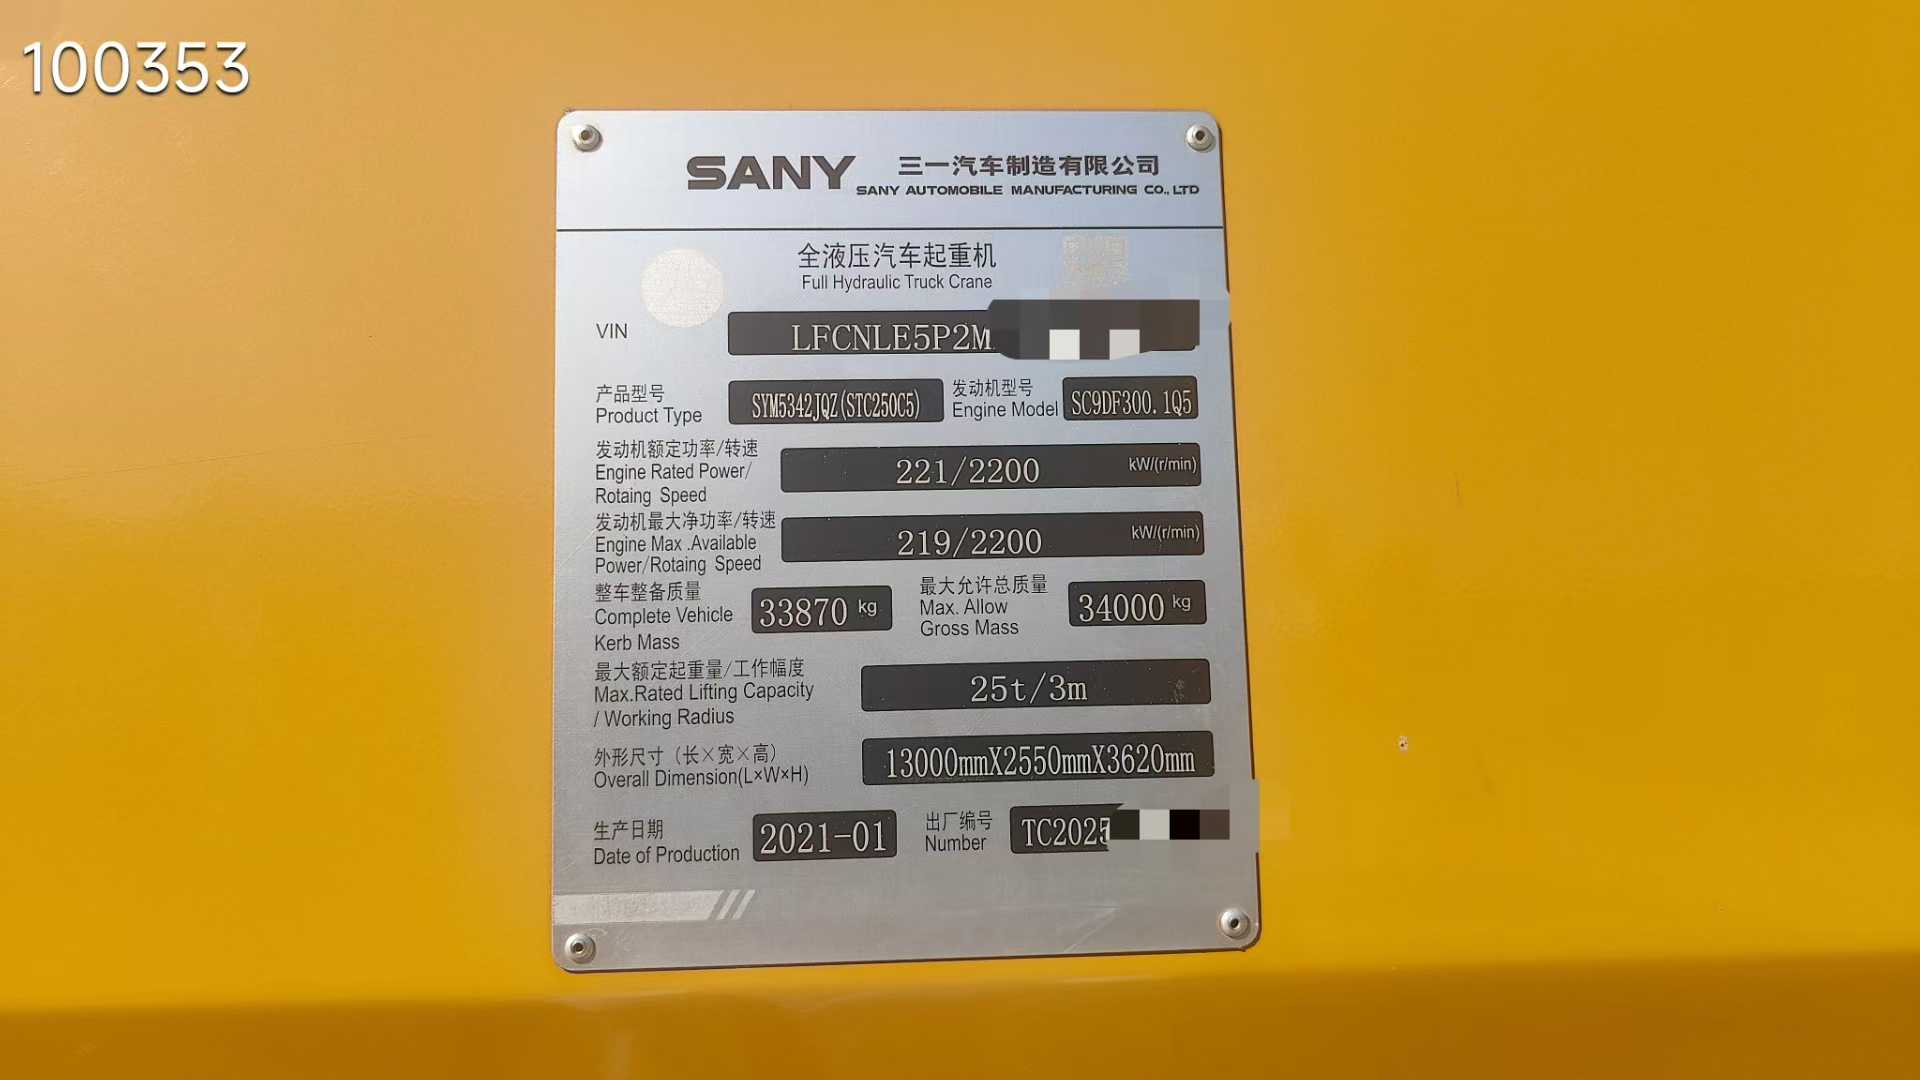 100353
SANY 三一汽车制造有限公司
SANY AUTOMOBILE MANUFACTURING CO., LTD
全液压汽车起重机
Full Hydraulic Truck Crane
VIN LFCNLE5P2M
产品型号 SYM5342JQZ(STC250C5) 发动机型号 SC9DF300.1Q5
Product Type Engine Model
发动机额定功率/转速
Engine Rated Power/ 221/2200 kW/(r/min)
Rotaing Speed
发动机最大净功率/转速
Engine Max .Available 219/2200 kW/(r/min)
Power/Rotaing Speed
整车整备质量 最大允许总质量
Complete Vehicle 33870 kg Max. Allow 34000 kg
Kerb Mass Gross Mass
最大额定起重量/工作幅度
Max.Rated Lifting Capacity 25t/3m
/ Working Radius
外形尺寸（长×宽×高） 13000mmX2550mmX3620mm
Overall Dimension(L×W×H)
生产日期 2021-01 出厂编号 TC2025
Date of Production Number